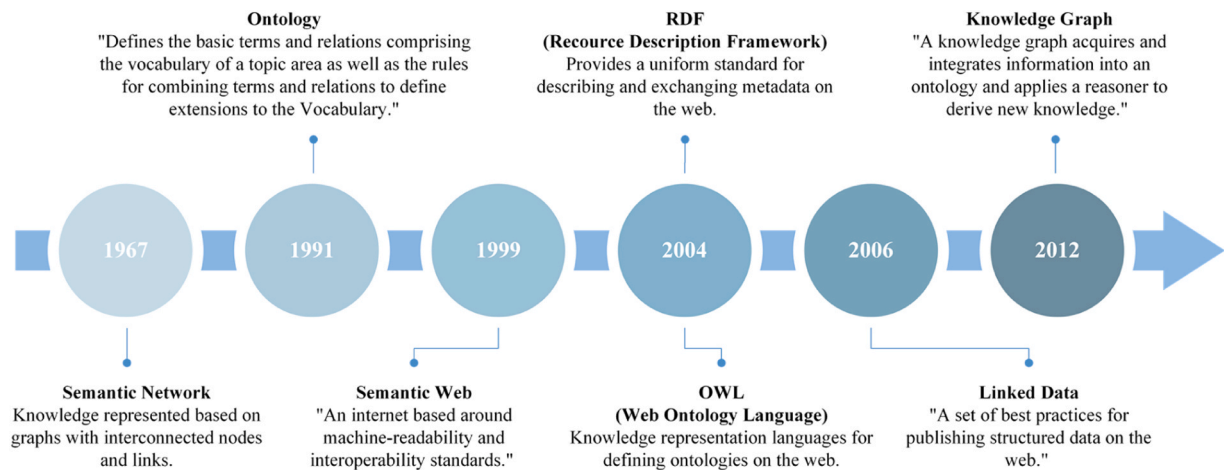 Ontology
"Defines the basic terms and relations comprising
the vocabulary of a topic area as well as the rules
for combining terms and relations to define
extensions to the Vocabulary."
RDF
(Recource Description Framework)
Provides a uniform standard for
describing and exchanging metadata on
the web.
Knowledge Graph
"A knowledge graph acquires and
integrates information into an
ontology and applies a reasoner to
derive new knowledge."
1967
1991
1999
2004
2006
2012
Semantic Network
Knowledge represented based on
graphs with interconnected nodes
and links.
Semantic Web
"An internet based around
machine-readability and
interoperability standards."
OWL
(Web Ontology Language)
Knowledge representation languages for
defining ontologies on the web.
Linked Data
"A set of best practices for
publishing structured data on the
web."